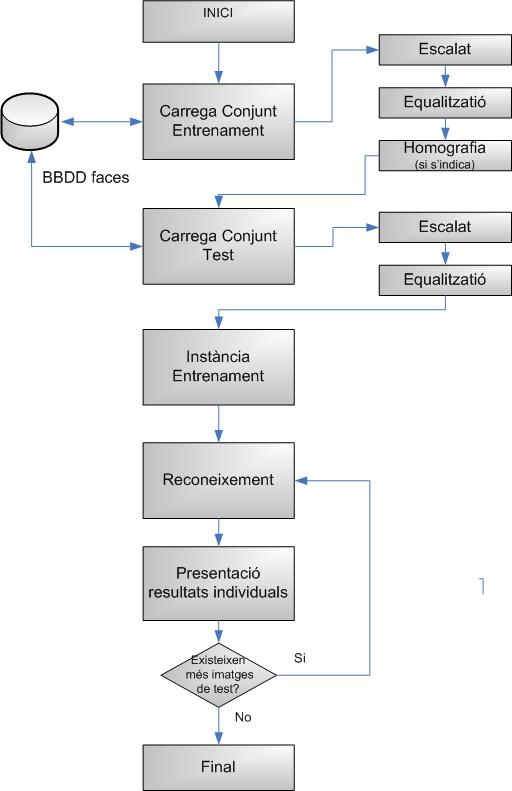 INICI
Carrega Conjunt
Entrenament
Escalat
Equalització
Homografia
(si s'indica)
BBDD faces
Carrega Conjunt
Test
Escalat
Equalitzatió
Instància
Entrenament
Reconeixement
Presentació
resultats individuals
Existeixen
més imatges
de test?
Si
No
Final